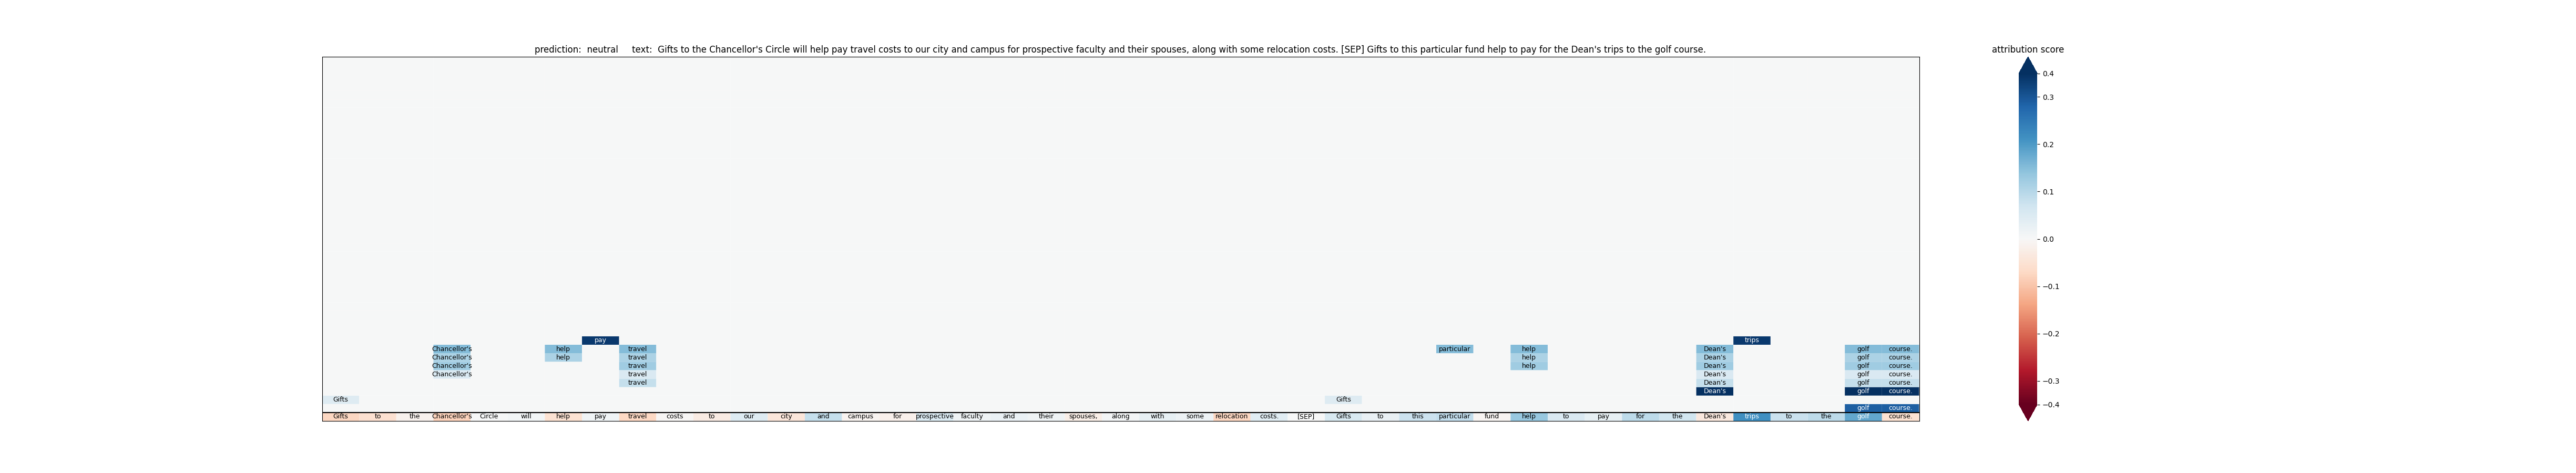 prediction:  neutral     text:  Gifts to the Chancellor's Circle will help pay travel costs to our city and campus for prospective faculty and their spouses, along with some relocation costs. [SEP] Gifts to this particular fund help to pay for the Dean's trips to the golf course.
attribution score
0.4
0.3
0.2
0.1
0.0
−0.1
−0.2
−0.3
−0.4
pay trips
Chancellor's help travel particular help Dean's golf course.
Chancellor's help travel help Dean's golf course.
Chancellor's travel help Dean's golf course.
Chancellor's travel Dean's golf course.
travel Dean's golf course.
Dean's golf course.
Gifts Gifts
golf course.
Gifts to the Chancellor's Circle will help pay travel costs to our city and campus for prospective faculty and their spouses, along with some relocation costs. [SEP] Gifts to this particular fund help to pay for the Dean's trips to the golf course.